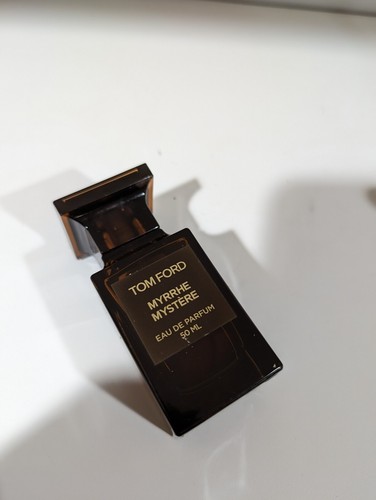 TOM FORD
MYRRHE
MYSTÈRE
EAU DE PARFUM
50 ML